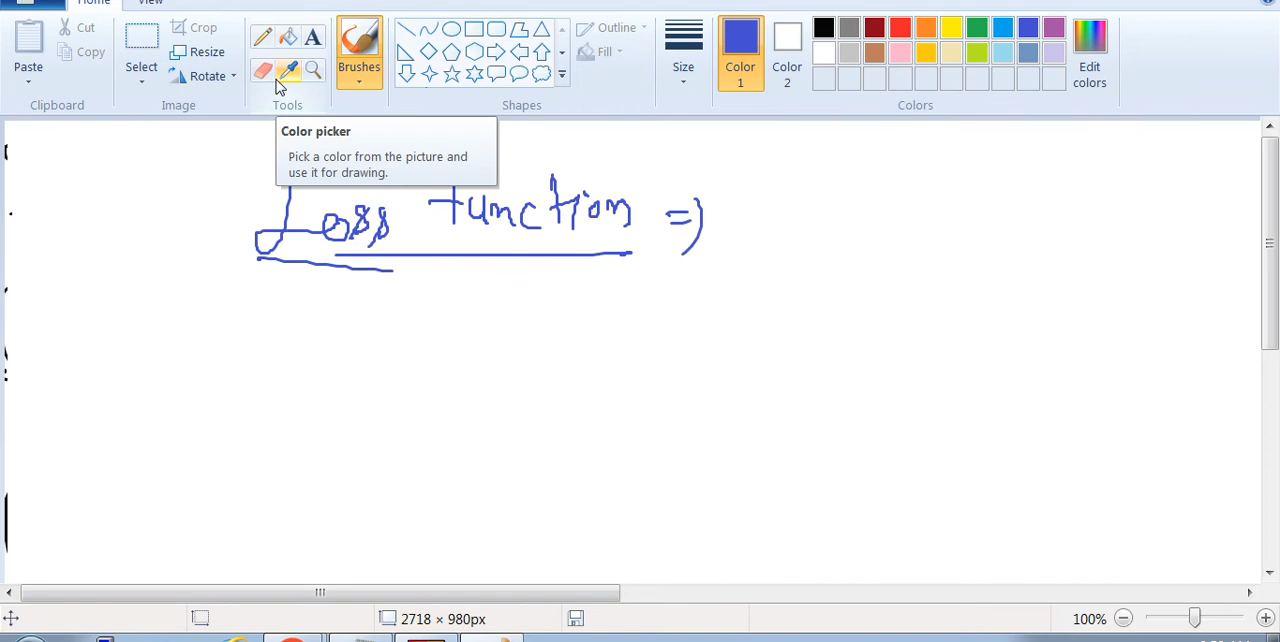 Home View
Cut
Copy
Paste
Clipboard
Crop
Resize
Rotate
Select
Image
A
Tools
Brushes
Outline
Fill
Shapes
Size
Color 1
Color 2
Edit colors
Colors
Color picker
Pick a color from the picture and
use it for drawing.
Loss function =>
2718 × 980px
100%